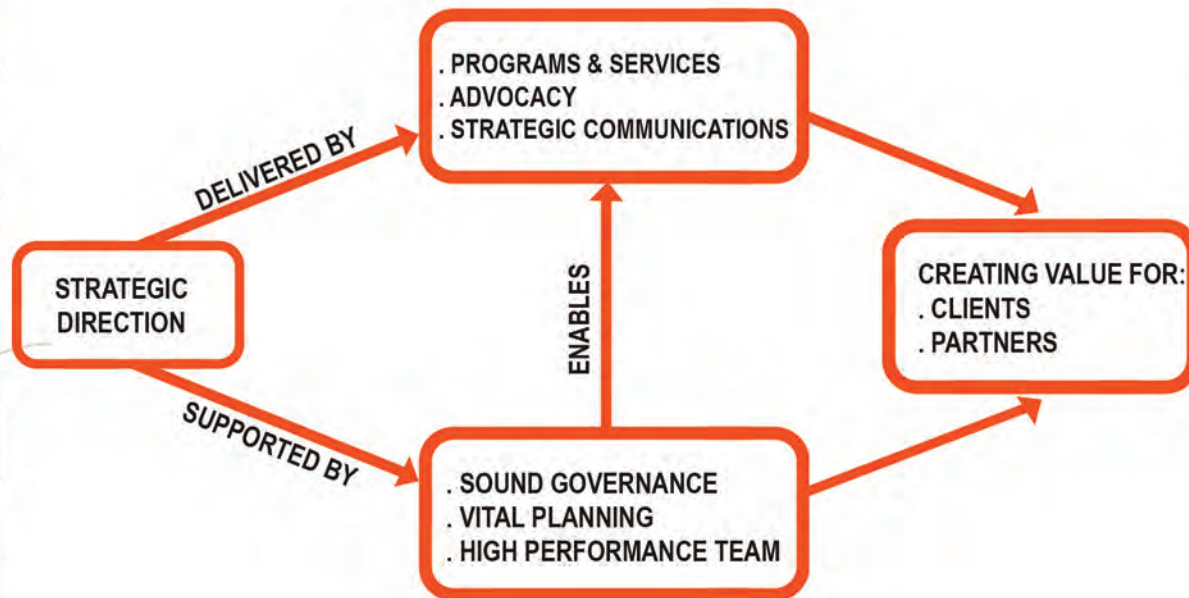 . PROGRAMS & SERVICES
. ADVOCACY
. STRATEGIC COMMUNICATIONS
DELIVERED BY
STRATEGIC
DIRECTION
ENABLES
CREATING VALUE FOR:
. CLIENTS
. PARTNERS
SUPPORTED BY
. SOUND GOVERNANCE
. VITAL PLANNING
. HIGH PERFORMANCE TEAM